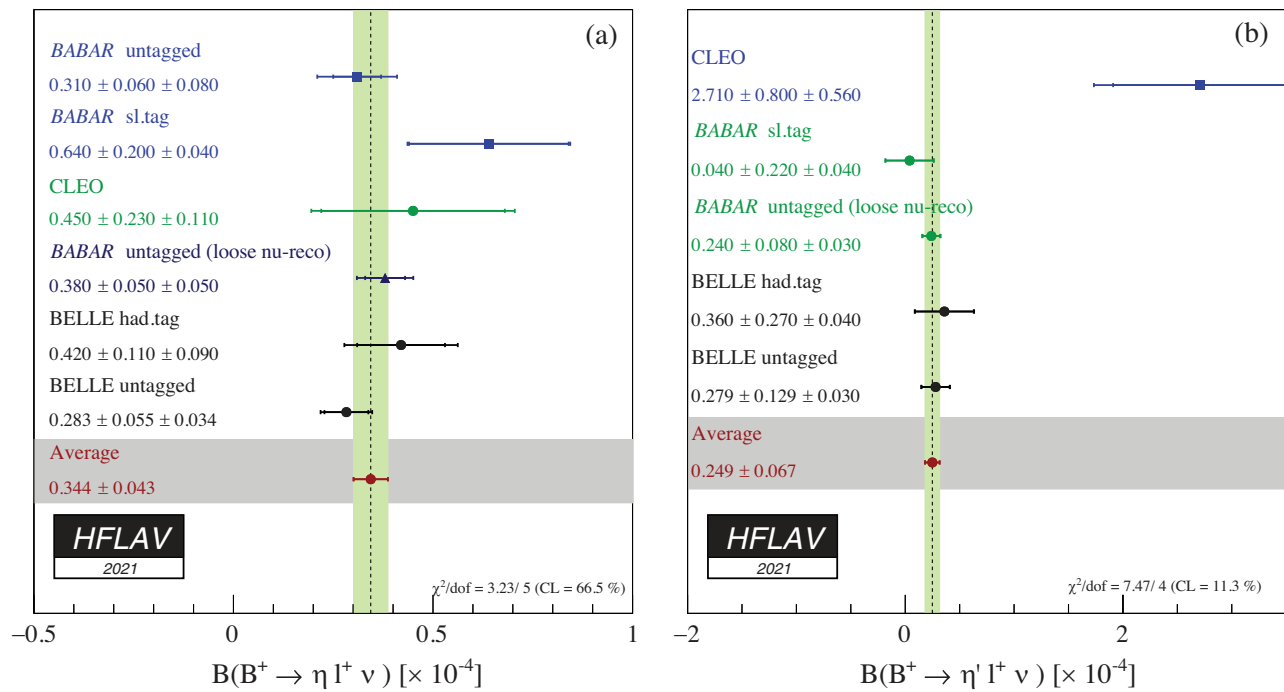 (a)
BABAR untagged
0.310 ± 0.060 ± 0.080
BABAR sl.tag
0.640 ± 0.200 ± 0.040
CLEO
0.450 ± 0.230 ± 0.110
BABAR untagged (loose nu-reco)
0.380 ± 0.050 ± 0.050
BELLE had.tag
0.420 ± 0.110 ± 0.090
BELLE untagged
0.283 ± 0.055 ± 0.034
Average
0.344 ± 0.043
HFLAV
2021
χ²/dof = 3.23/ 5 (CL = 66.5 %)
−0.5 0 0.5 1
B(B⁺ → η l⁺ ν ) [× 10⁻⁴]
(b)
CLEO
2.710 ± 0.800 ± 0.560
BABAR sl.tag
0.040 ± 0.220 ± 0.040
BABAR untagged (loose nu-reco)
0.240 ± 0.080 ± 0.030
BELLE had.tag
0.360 ± 0.270 ± 0.040
BELLE untagged
0.279 ± 0.129 ± 0.030
Average
0.249 ± 0.067
HFLAV
2021
χ²/dof = 7.47/ 4 (CL = 11.3 %)
−2 0 2
B(B⁺ → η' l⁺ ν ) [× 10⁻⁴]